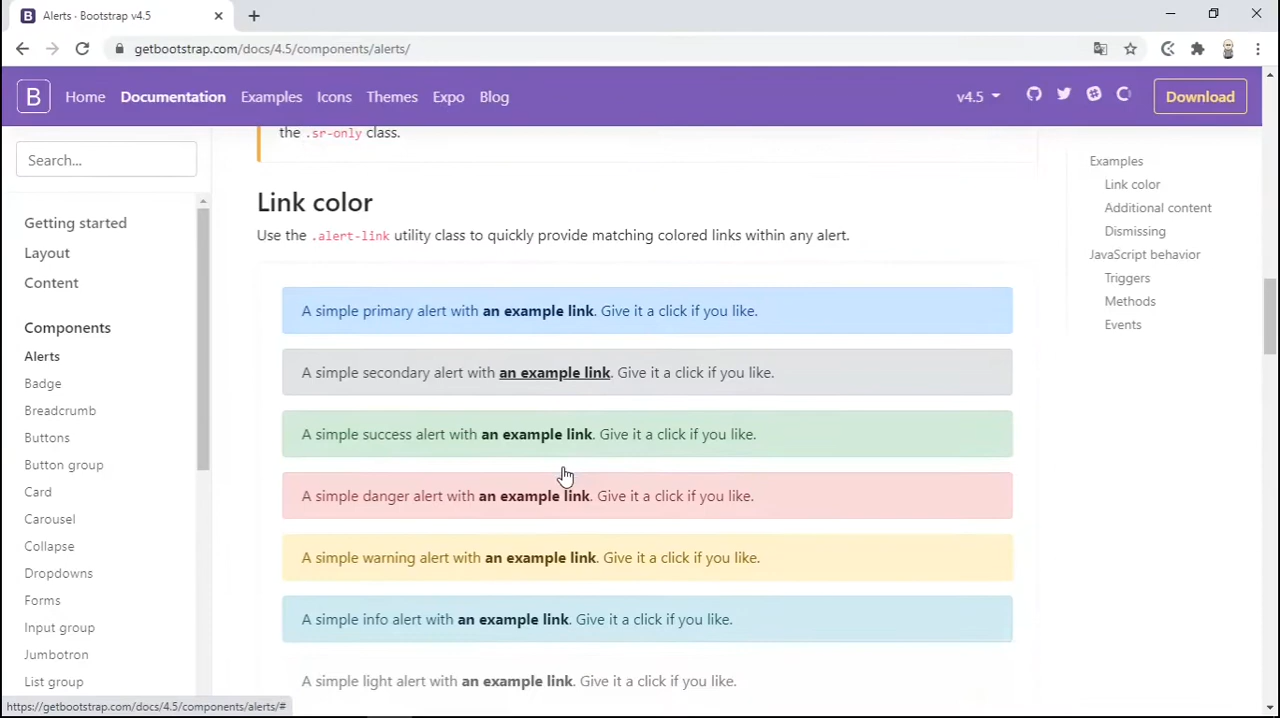 Alerts · Bootstrap v4.5
getbootstrap.com/docs/4.5/components/alerts/
B
Home
Documentation
Examples
Icons
Themes
Expo
Blog
v4.5
Download
Search...
Getting started
Layout
Content
Components
Alerts
Badge
Breadcrumb
Buttons
Button group
Card
Carousel
Collapse
Dropdowns
Forms
Input group
Jumbotron
List group
the .sr-only class.
Link color
Use the .alert-link utility class to quickly provide matching colored links within any alert.
A simple primary alert with an example link. Give it a click if you like.
A simple secondary alert with an example link. Give it a click if you like.
A simple success alert with an example link. Give it a click if you like.
A simple danger alert with an example link. Give it a click if you like.
A simple warning alert with an example link. Give it a click if you like.
A simple info alert with an example link. Give it a click if you like.
A simple light alert with an example link. Give it a click if you like.
Examples
Link color
Additional content
Dismissing
JavaScript behavior
Triggers
Methods
Events
https://getbootstrap.com/docs/4.5/components/alerts/#